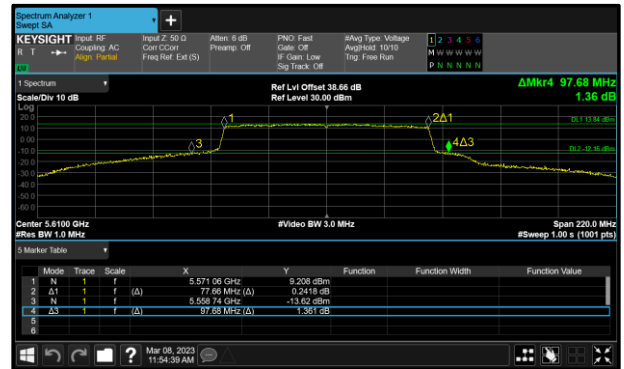 Spectrum Analyzer 1
Swept SA
+
KEYSIGHT Input: RF Input Z: 50 Ω Atten: 6 dB PNO: Fast #Avg Type: Voltage 1 2 3 4 5 6
R T Coupling: AC Corr CCorr Preamp: Off Gate: Off Avg|Hold: 10/10 M W W W W W
Align: Partial Freq Ref: Ext (S) IF Gain: Low Trig: Free Run P N N N N N
LW Sig Track: Off
1 Spectrum ΔMkr4 97.68 MHz
Ref Lvl Offset 38.66 dB
Scale/Div 10 dB Ref Level 30.00 dBm 1.36 dB
Log
20.0 1 2Δ1 DL1 13.84 dBm
10.0
0.00
-10.0 3 4Δ3 DL2 -12.16 dBm
-20.0
-30.0
-40.0
-50.0
-60.0
Center 5.6100 GHz #Video BW 3.0 MHz Span 220.0 MHz
#Res BW 1.0 MHz #Sweep 1.00 s (1001 pts)
5 Marker Table
Mode Trace Scale X Y Function Function Width Function Value
1 N 1 f 5.571 06 GHz 9.208 dBm
2 Δ1 1 f (Δ) 77.66 MHz (Δ) 0.2418 dB
3 N 1 f 5.558 74 GHz -13.62 dBm
4 Δ3 1 f (Δ) 97.68 MHz (Δ) 1.361 dB
5
6
? Mar 08, 2023
11:54:39 AM